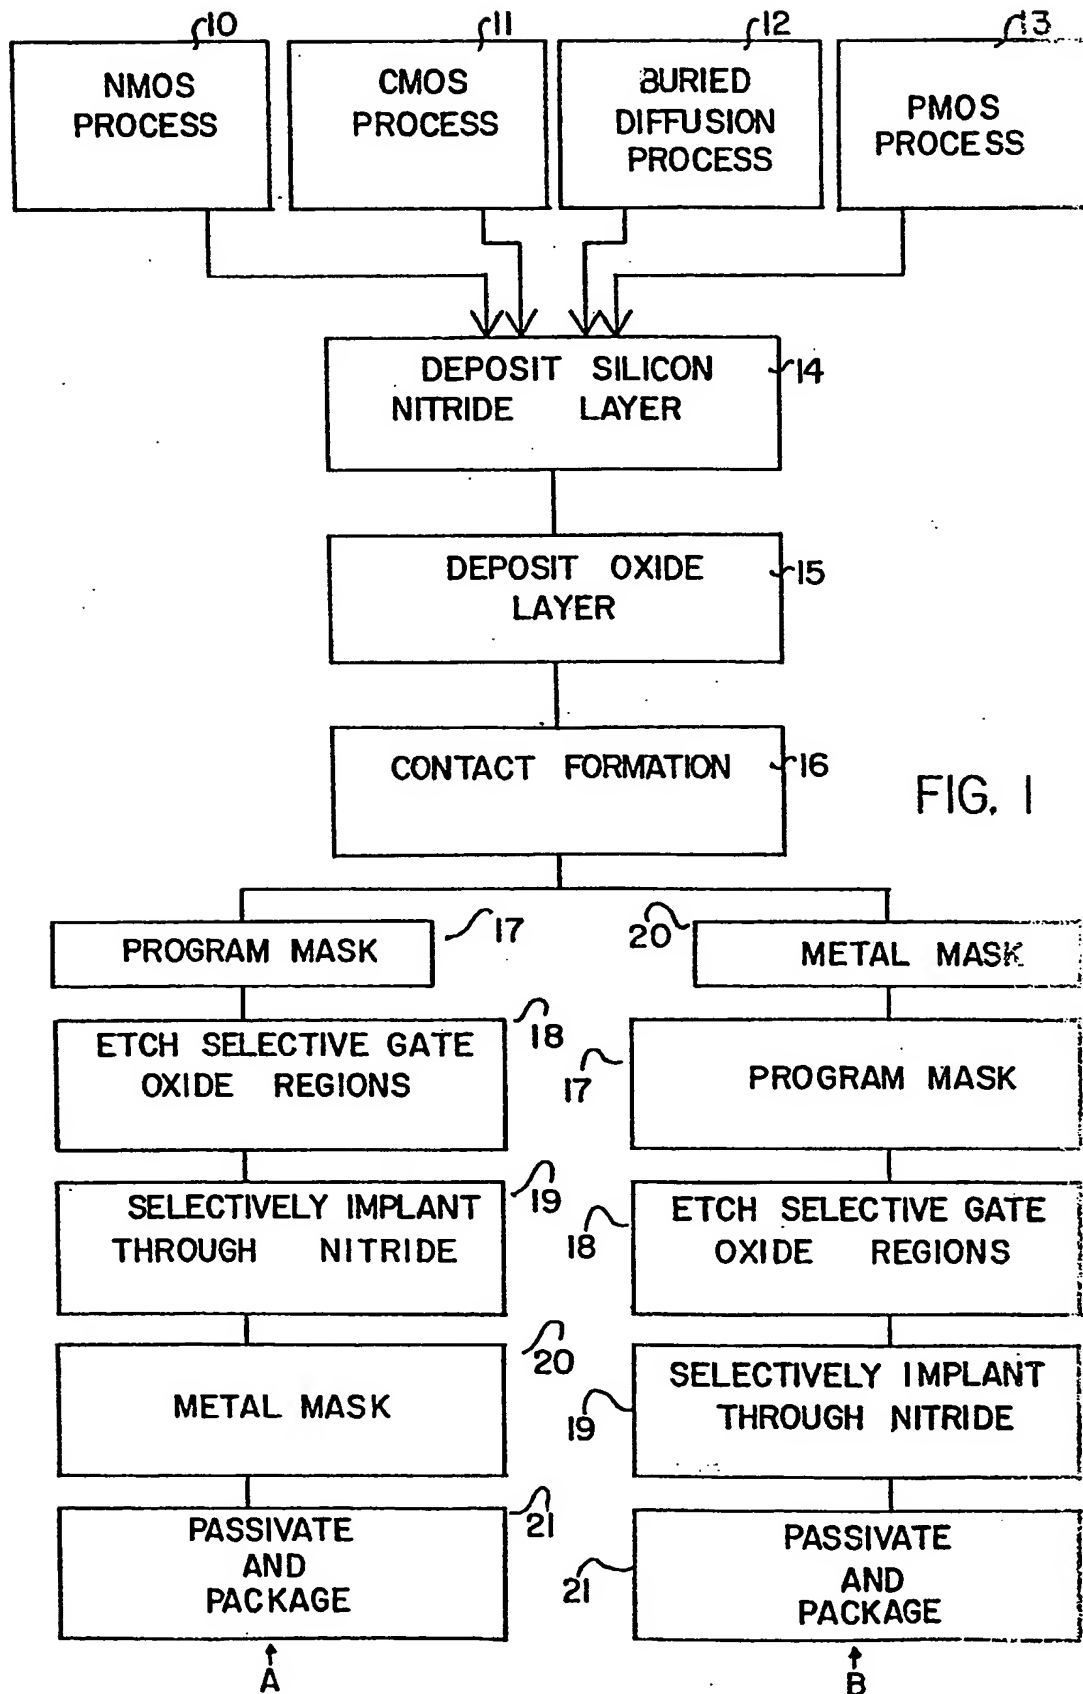 10
11
12
13
NMOS
PROCESS
CMOS
PROCESS
BURIED
DIFFUSION
PROCESS
PMOS
PROCESS
DEPOSIT SILICON
NITRIDE LAYER
14
DEPOSIT OXIDE
LAYER
15
CONTACT FORMATION
16
FIG. 1
PROGRAM MASK
17
ETCH SELECTIVE GATE
OXIDE REGIONS
18
SELECTIVELY IMPLANT
THROUGH NITRIDE
19
METAL MASK
20
PASSIVATE
AND
PACKAGE
21
A
20
METAL MASK
17
PROGRAM MASK
18
ETCH SELECTIVE GATE
OXIDE REGIONS
19
SELECTIVELY IMPLANT
THROUGH NITRIDE
21
PASSIVATE
AND
PACKAGE
B